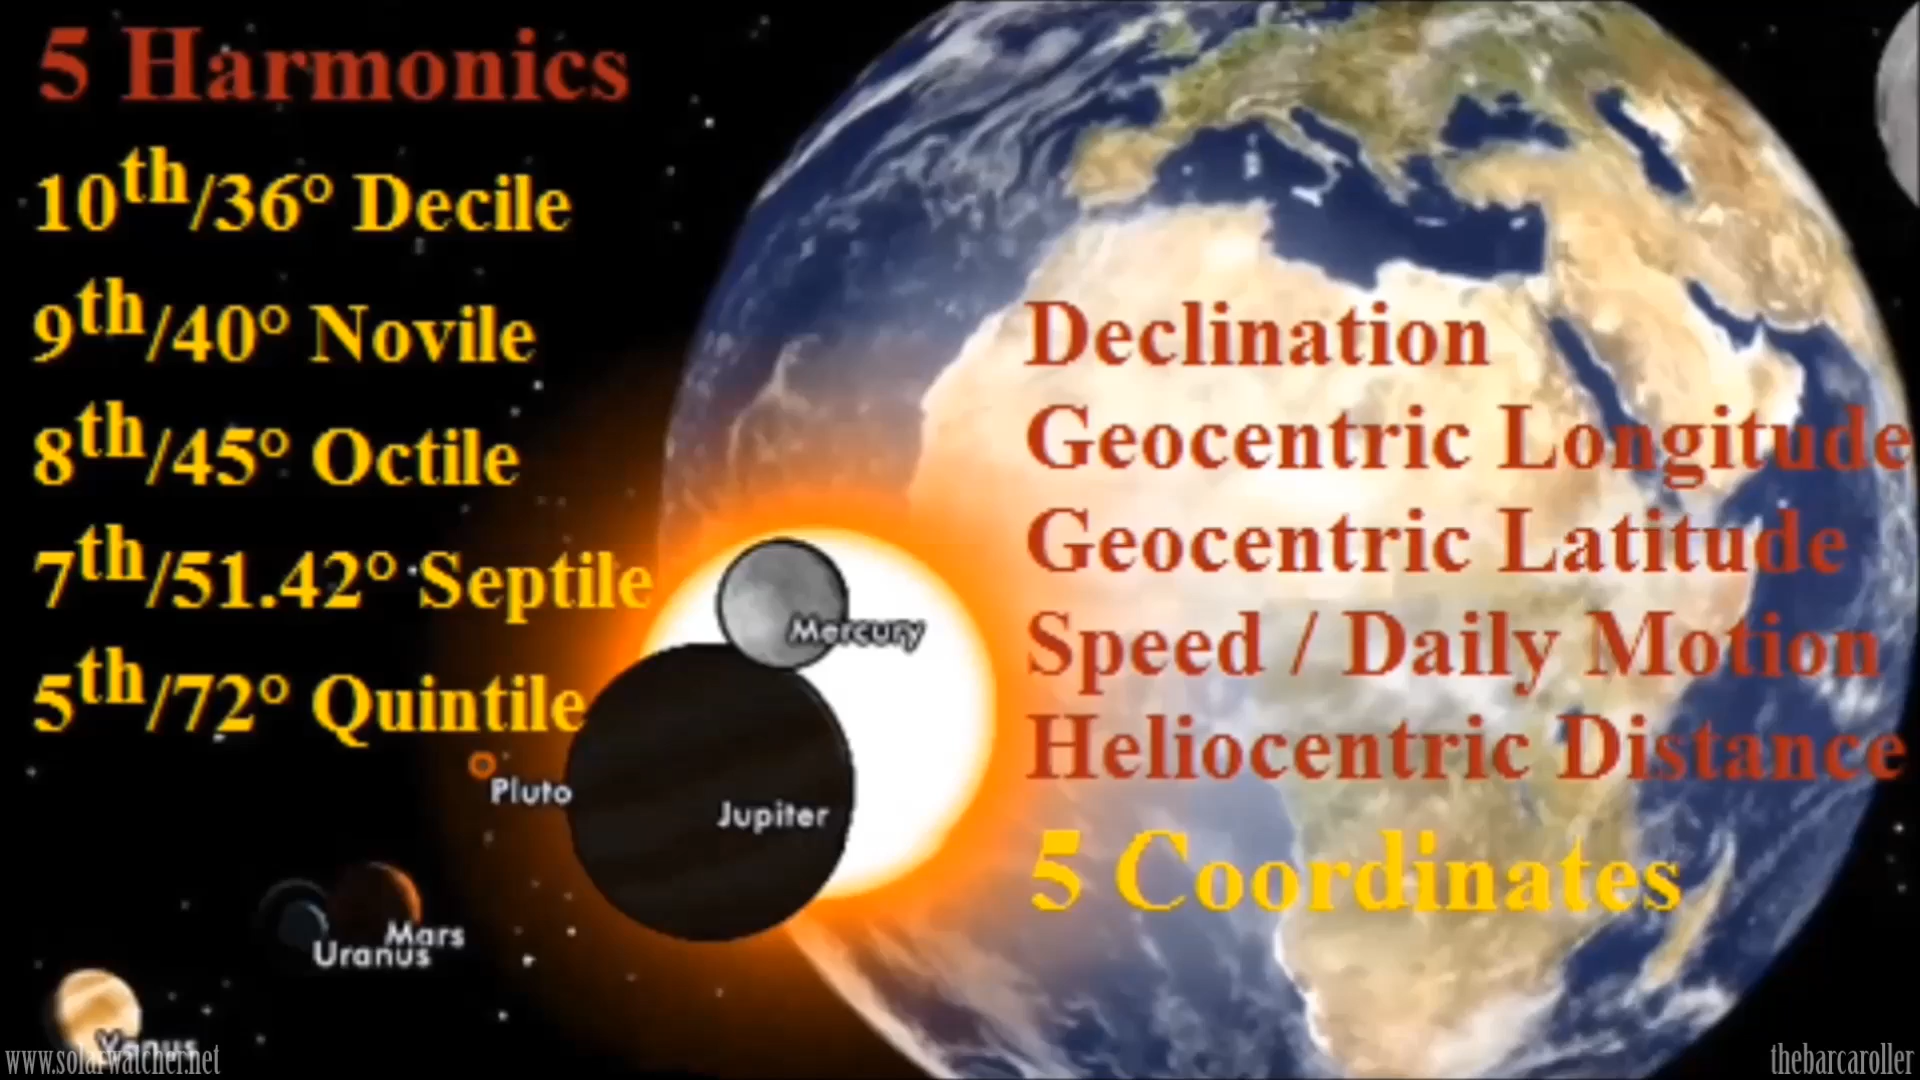 5 Harmonics
10th/36° Decile
9th/40° Novile
8th/45° Octile
7th/51.42° Septile
5th/72° Quintile
Declination
Geocentric Longitude
Geocentric Latitude
Speed / Daily Motion
Heliocentric Distance
5 Coordinates
Mercury
Pluto
Jupiter
Mars
Uranus
Venus
www.solarwatcher.net
thebarcaroller